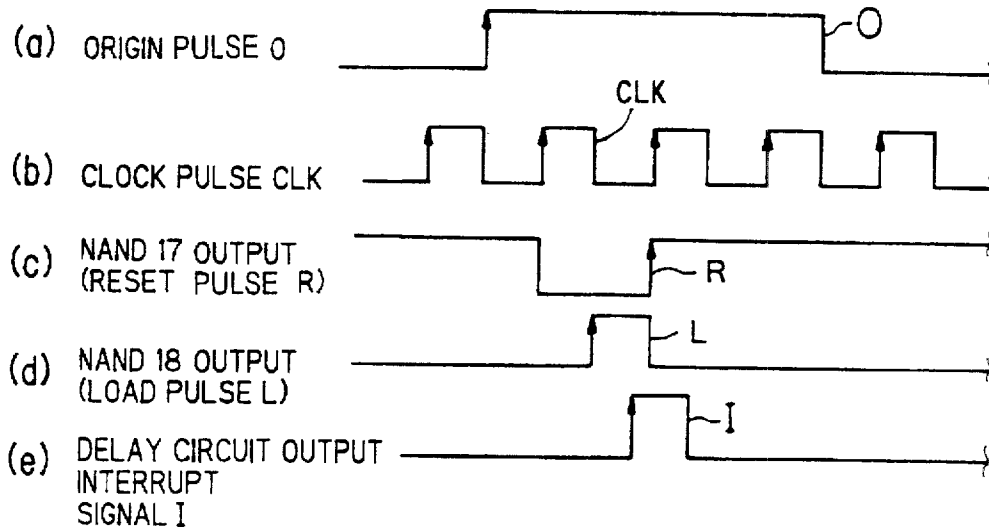 (a) ORIGIN PULSE O
O
CLK
(b) CLOCK PULSE CLK
(c) NAND 17 OUTPUT
(RESET PULSE R)
R
(d) NAND 18 OUTPUT
(LOAD PULSE L)
L
(e) DELAY CIRCUIT OUTPUT
INTERRUPT
SIGNAL I
I